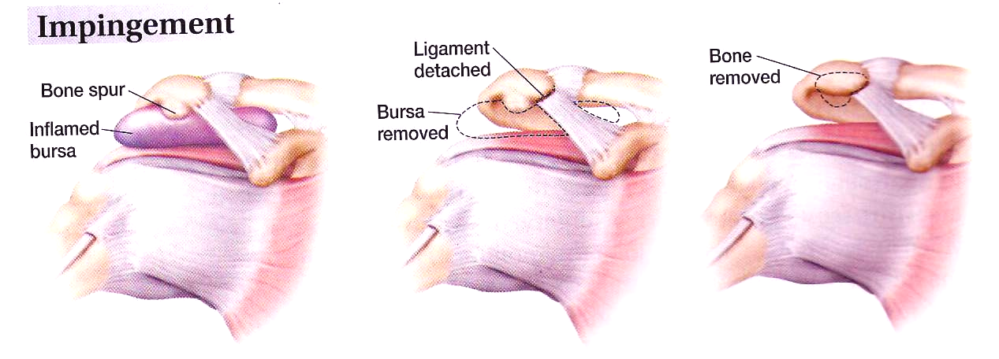 Impingement
Bone spur
Inflamed
bursa
Ligament
detached
Bursa
removed
Bone
removed